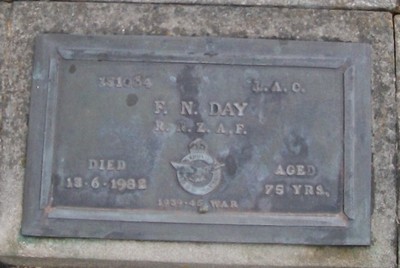 L.A.C.
F. N. DAY
R.N.Z.A.F.
DIED
AGED
13-6-1982
75 YRS.
1939-45 WAR